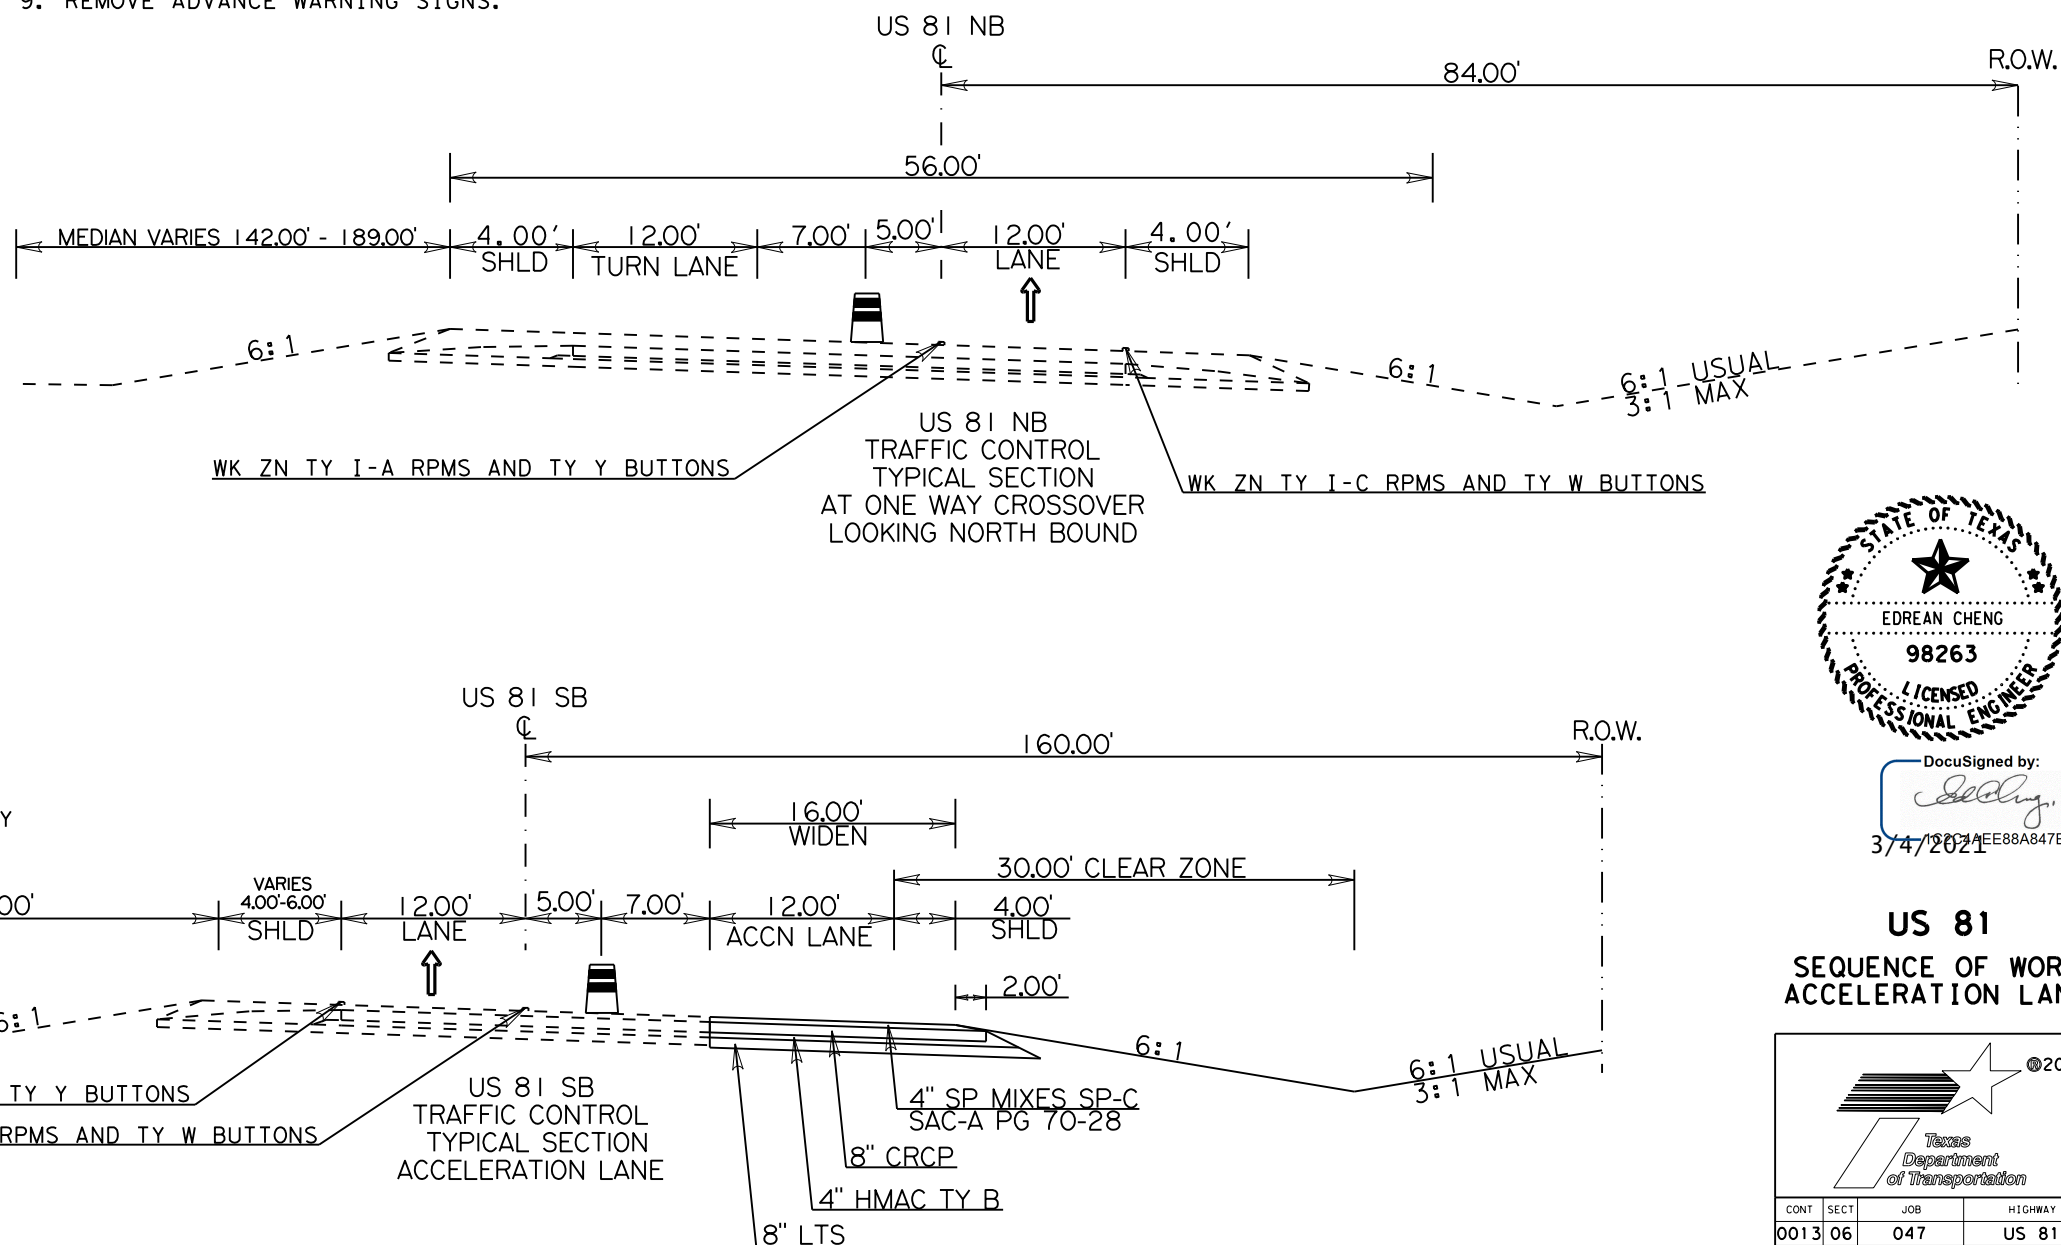 9. REMOVE ADVANCE WARNING SIGNS.
US 81 NB
℄
R.O.W.
84.00'
56.00'
MEDIAN VARIES 142.00' - 189.00'
4.00'
SHLD
12.00'
TURN LANE
7.00'
5.00'
12.00'
LANE
4.00'
SHLD
6:1
6:1
6:1 USUAL
3:1 MAX
WK ZN TY I-A RPMS AND TY Y BUTTONS
US 81 NB
TRAFFIC CONTROL
TYPICAL SECTION
AT ONE WAY CROSSOVER
LOOKING NORTH BOUND
WK ZN TY I-C RPMS AND TY W BUTTONS
STATE OF TEXAS
EDREAN CHENG
98263
LICENSED
PROFESSIONAL ENGINEER
DocuSigned by:
3/4/2021
US 81 SB
℄
R.O.W.
160.00'
16.00'
WIDEN
Y
30.00' CLEAR ZONE
00'
VARIES
4.00'-6.00'
SHLD
12.00'
LANE
5.00'
7.00'
12.00'
ACCN LANE
4.00'
SHLD
2.00'
6:1
6:1
6:1 USUAL
3:1 MAX
TY Y BUTTONS
RPMS AND TY W BUTTONS
US 81 SB
TRAFFIC CONTROL
TYPICAL SECTION
ACCELERATION LANE
4" SP MIXES SP-C
SAC-A PG 70-28
8" CRCP
4" HMAC TY B
8" LTS
US 81
SEQUENCE OF WOR
ACCELERATION LAN
®20
Texas
Department
of Transportation
CONT SECT JOB HIGHWAY
0013 06 047 US 81